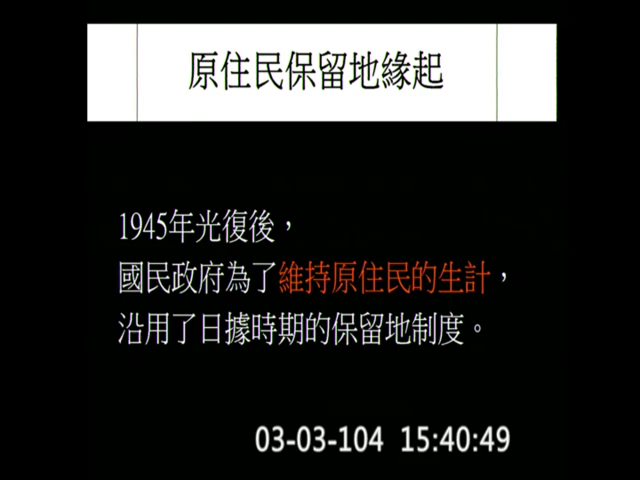 原住民保留地緣起
1945年光復後，
國民政府為了維持原住民的生計，
沿用了日據時期的保留地制度。
03-03-104 15:40:49